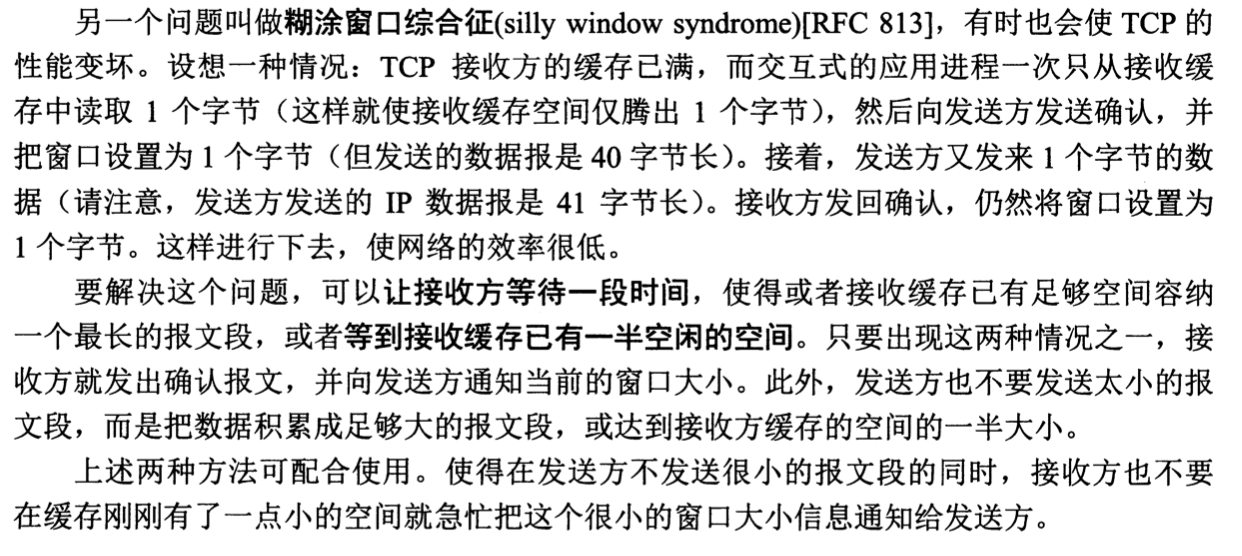 另一个问题叫做糊涂窗口综合征(silly window syndrome)[RFC 813]，有时也会使 TCP 的
性能变坏。设想一种情况：TCP 接收方的缓存已满，而交互式的应用进程一次只从接收缓
存中读取 1 个字节（这样就使接收缓存空间仅腾出 1 个字节），然后向发送方发送确认，并
把窗口设置为 1 个字节（但发送的数据报是 40 字节长）。接着，发送方又发来 1 个字节的数
据（请注意，发送方发送的 IP 数据报是 41 字节长）。接收方发回确认，仍然将窗口设置为
1 个字节。这样进行下去，使网络的效率很低。
要解决这个问题，可以让接收方等待一段时间，使得或者接收缓存已有足够空间容纳
一个最长的报文段，或者等到接收缓存已有一半空闲的空间。只要出现这两种情况之一，接
收方就发出确认报文，并向发送方通知当前的窗口大小。此外，发送方也不要发送太小的报
文段，而是把数据积累成足够大的报文段，或达到接收方缓存的空间的一半大小。
上述两种方法可配合使用。使得在发送方不发送很小的报文段的同时，接收方也不要
在缓存刚刚有了一点小的空间就急忙把这个很小的窗口大小信息通知给发送方。